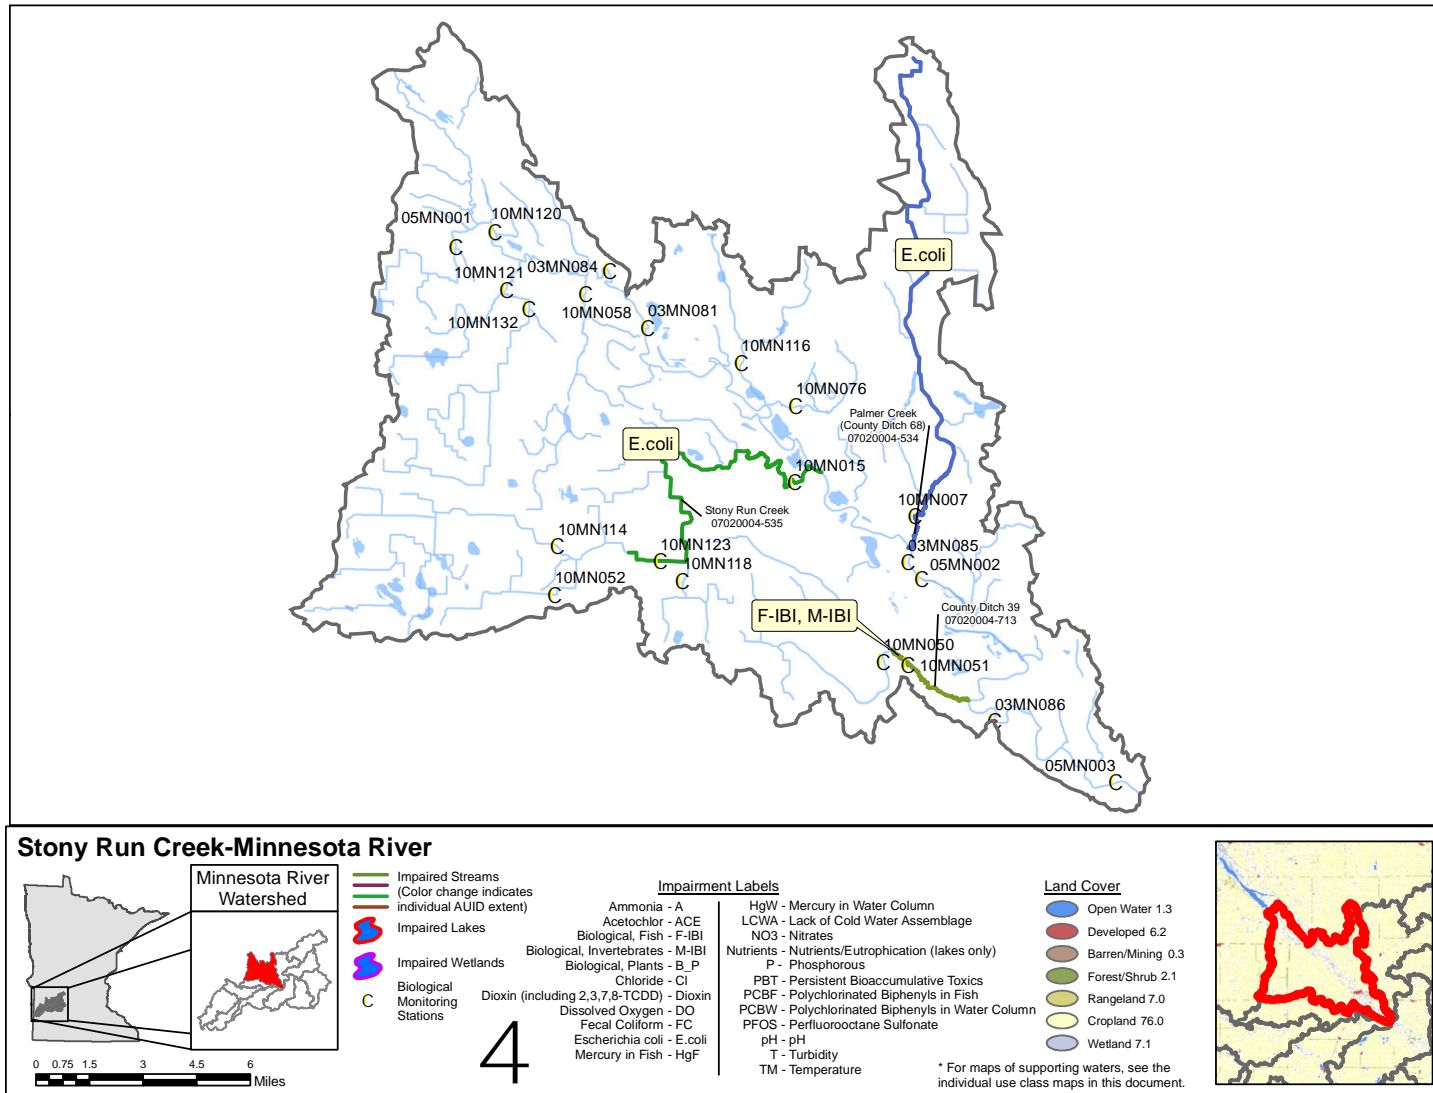 E.coli
05MN001
10MN120
10MN121
03MN084
10MN132
10MN058
03MN081
10MN116
10MN076
Palmer Creek
(County Ditch 68)
07020004-534
E.coli
10MN015
Stony Run Creek
07020004-535
10MN007
10MN114
10MN123
10MN118
10MN052
03MN085
05MN002
F-IBI, M-IBI
County Ditch 39
07020004-713
10MN050
10MN051
03MN086
05MN003
Stony Run Creek-Minnesota River
Minnesota River
Watershed
0 0.75 1.5 3 4.5 6
Miles
Impaired Streams
(Color change indicates
individual AUID extent)
Impaired Lakes
Impaired Wetlands
C Biological
Monitoring
Stations
4
Impairment Labels
Ammonia - A
Acetochlor - ACE
Biological, Fish - F-IBI
Biological, Invertebrates - M-IBI
Biological, Plants - B_P
Chloride - Cl
Dioxin (including 2,3,7,8-TCDD) - Dioxin
Dissolved Oxygen - DO
Fecal Coliform - FC
Escherichia coli - E.coli
Mercury in Fish - HgF
HgW - Mercury in Water Column
LCWA - Lack of Cold Water Assemblage
NO3 - Nitrates
Nutrients - Nutrients/Eutrophication (lakes only)
P - Phosphorous
PBT - Persistent Bioaccumulative Toxics
PCBF - Polychlorinated Biphenyls in Fish
PCBW - Polychlorinated Biphenyls in Water Column
PFOS - Perfluorooctane Sulfonate
pH - pH
T - Turbidity
TM - Temperature
Land Cover
Open Water 1.3
Developed 6.2
Barren/Mining 0.3
Forest/Shrub 2.1
Rangeland 7.0
Cropland 76.0
Wetland 7.1
* For maps of supporting waters, see the
individual use class maps in this document.